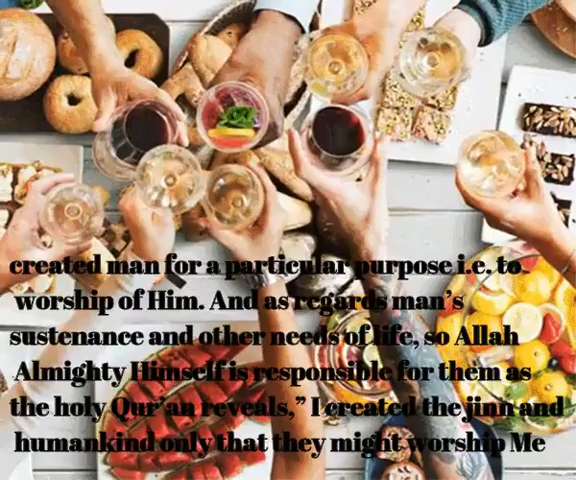 created man for a particular purpose i.e. to
worship of Him. And as regards man's
sustenance and other needs of life, so Allah
Almighty Himself is responsible for them as
the holy Qur'an reveals,” I created the jinn and
humankind only that they might worship Me